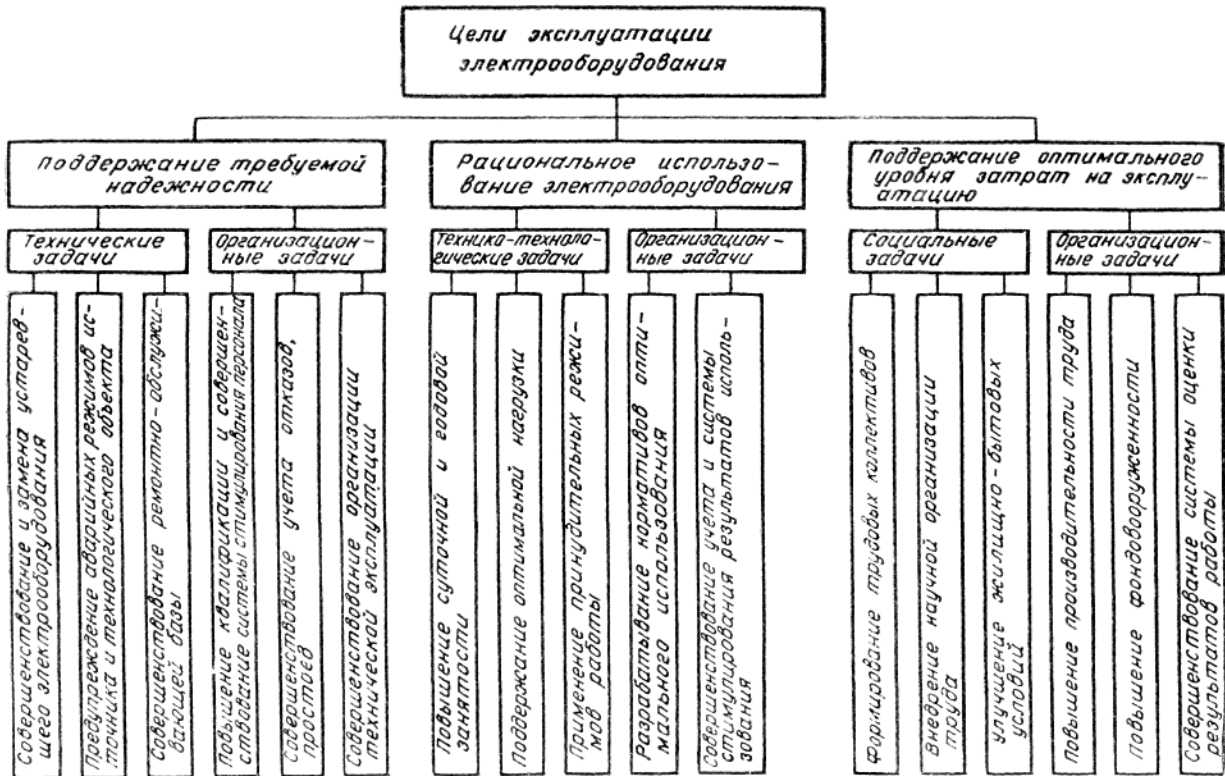 Цели эксплуатации
электрооборудования
Поддержание требуемой
надежности
Рациональное использо-
вание электрооборудования
Поддержание оптимального
уровня затрат на эксплу-
атацию
Технические
задачи
Организацион-
ные задачи
Технико-техноло-
гические задачи
Организацион-
ные задачи
Социальные
задачи
Организацион-
ные задачи
Совершенствование и замена устарев-
шего электрооборудования
Предупреждение аварийных режимов ис-
точника и технологического объекта
Совершенствование ремонтно-обслужи-
вающей базы
Повышение квалификации и совершен-
ствование системы стимулирования персонала
Совершенствование учета отказов,
простоев
Совершенствование организации
технической эксплуатации
Повышение суточной и годовой
занятости
Поддержание оптимальной нагрузки
Применение принудительных режи-
мов работы
Разрабатывание нормативов опти-
мального использования
Совершенствование учета и системы
стимулирования результатов исполь-
зования
Формирование трудовых коллективов
Внедрение научной организации
труда
Улучшение жилищно-бытовых
условий
Повышение производительности труда
Повышение фондовооруженности
Совершенствование системы оценки
результатов работы